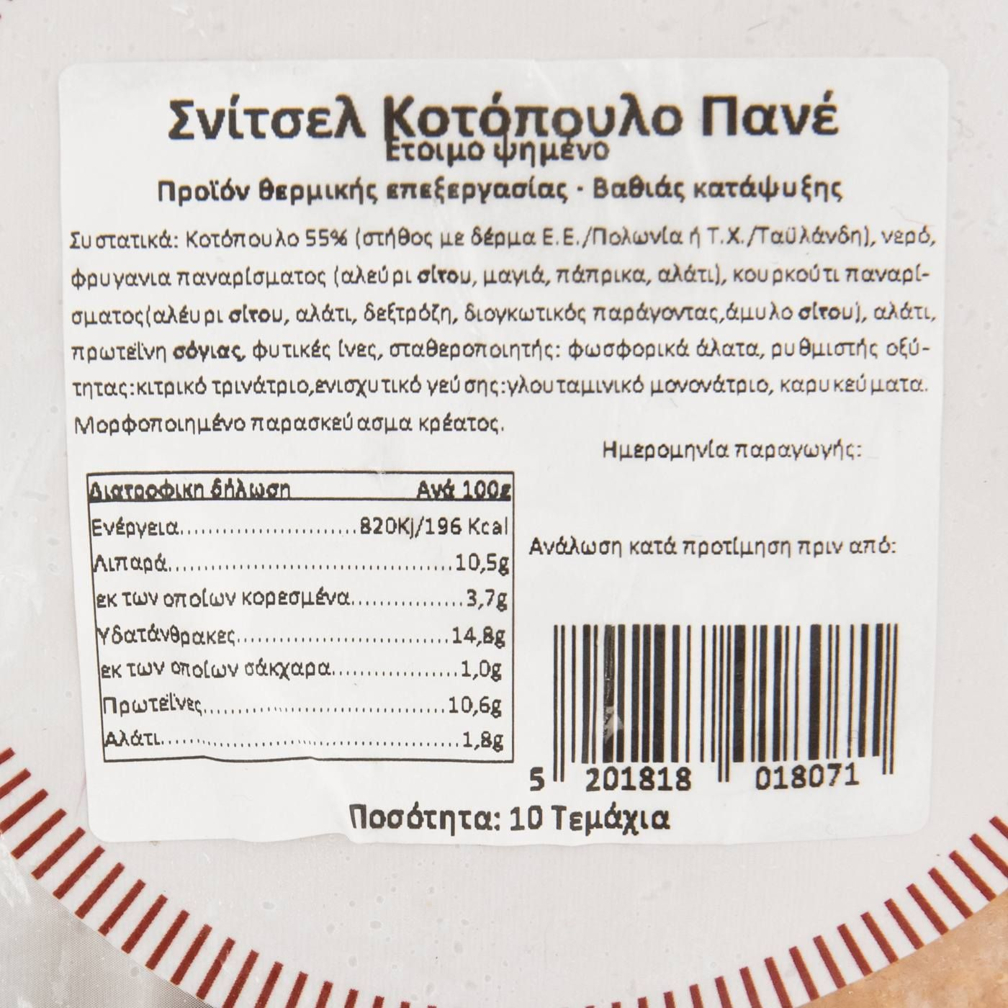 Σνίτσελ Κοτόπουλο Πανέ
Έτοιμο ψημένο
Προϊόν θερμικής επεξεργασίας · Βαθιάς κατάψυξης
Συστατικά: Κοτόπουλο 55% (στήθος με δέρμα Ε.Ε./Πολωνία ή Τ.Χ./Ταϋλάνδη), νερό,
φρυγανια παναρίσματος (αλεύρι σίτου, μαγιά, πάπρικα, αλάτι), κουρκούτι παναρί-
σματος(αλέυρι σίτου, αλάτι, δεξτρόζη, διογκωτικός παράγοντας,άμυλο σίτου), αλάτι,
πρωτεΐνη σόγιας, φυτικές ίνες, σταθεροποιητής: φωσφορικά άλατα, ρυθμιστής οξύ-
τητας:κιτρικό τρινάτριο,ενισχυτικό γεύσης:γλουταμινικό μονονάτριο, καρυκεύματα.
Μορφοποιημένο παρασκεύασμα κρέατος.
Ημερομηνία παραγωγής:
Διατροφικη δήλωση Ανά 100g
Ενέργεια..................820Kj/196 Kcal
Λιπαρά..............................10,5g
εκ των οποίων κορεσμένα..............3,7g
Υδατάνθρακες........................14,8g
εκ των οποίων σάκχαρα................1,0g
Πρωτεΐνες...........................10,6g
Αλάτι................................1,8g
Ανάλωση κατά προτίμηση πριν από:
5 201818 018071
Ποσότητα: 10 Τεμάχια